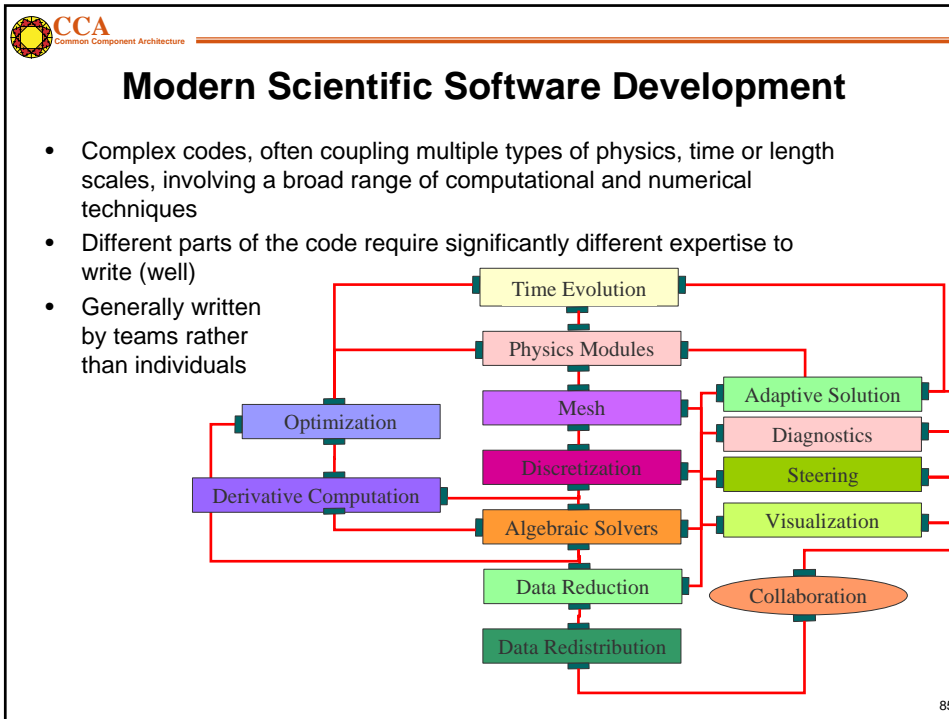 CCA
Common Component Architecture
Modern Scientific Software Development
• Complex codes, often coupling multiple types of physics, time or length
scales, involving a broad range of computational and numerical
techniques
• Different parts of the code require significantly different expertise to
write (well)
• Generally written
by teams rather
than individuals
Time Evolution
Physics Modules
Mesh
Discretization
Algebraic Solvers
Data Reduction
Data Redistribution
Optimization
Derivative Computation
Adaptive Solution
Diagnostics
Steering
Visualization
Collaboration